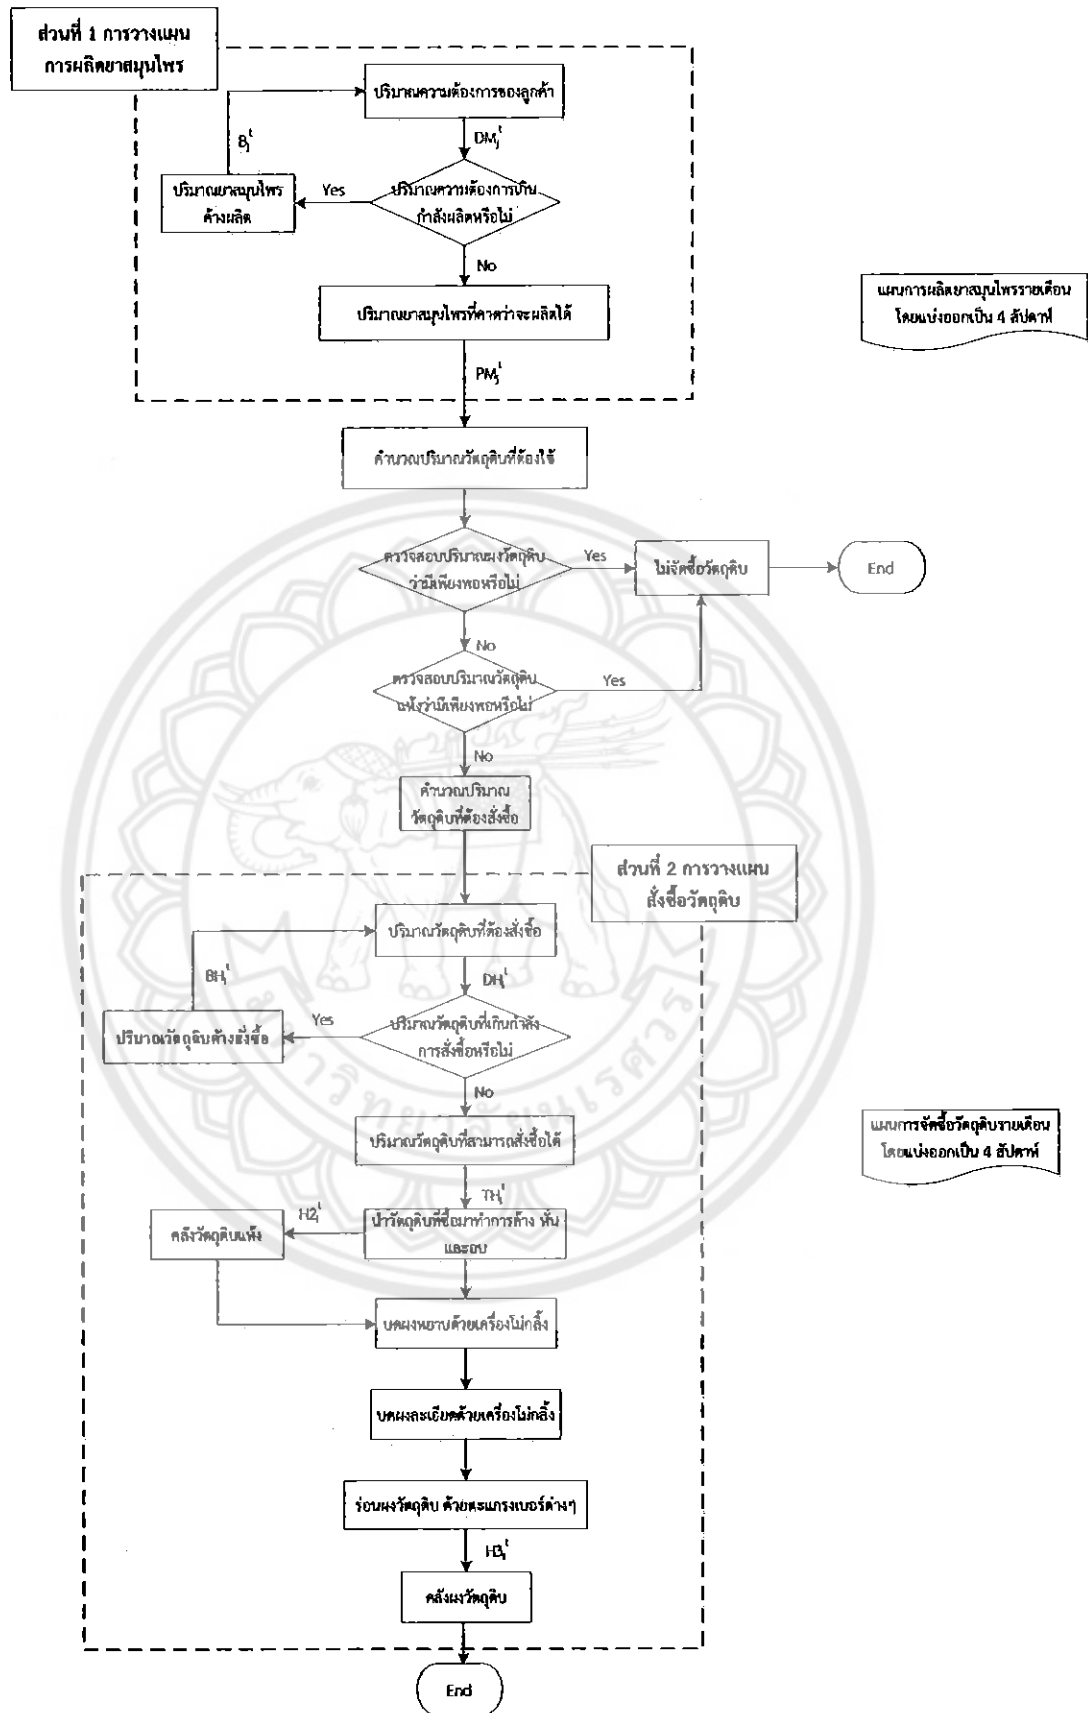 ส่วนที่ 1 การวางแผน
การผลิตยาสมุนไพร
ปริมาณความต้องการของลูกค้า
B_j^t
DM_j^t
ปริมาณยาสมุนไพร
ค้างผลิต
Yes
ปริมาณความต้องการเกิน
กำลังผลิตหรือไม่
No
ปริมาณยาสมุนไพรที่คาดว่าจะผลิตได้
แผนการผลิตยาสมุนไพรรายเดือน
โดยแบ่งออกเป็น 4 สัปดาห์
PM_j^t
คำนวณปริมาณวัตถุดิบที่ต้องใช้
ตรวจสอบปริมาณผงวัตถุดิบ
ว่ามีเพียงพอหรือไม่
Yes
ไม่จัดซื้อวัตถุดิบ
End
No
ตรวจสอบปริมาณวัตถุดิบ
แห้งว่ามีเพียงพอหรือไม่
Yes
No
คำนวณปริมาณ
วัตถุดิบที่ต้องสั่งซื้อ
ส่วนที่ 2 การวางแผน
สั่งซื้อวัตถุดิบ
ปริมาณวัตถุดิบที่ต้องสั่งซื้อ
BH_i^t
DH_i^t
ปริมาณวัตถุดิบค้างสั่งซื้อ
Yes
ปริมาณวัตถุดิบที่เกินกำลัง
การสั่งซื้อหรือไม่
No
ปริมาณวัตถุดิบที่สามารถสั่งซื้อได้
แผนการจัดซื้อวัตถุดิบรายเดือน
โดยแบ่งออกเป็น 4 สัปดาห์
TH_i^t
H2_i^t
คลังวัตถุดิบแห้ง
นำวัตถุดิบที่ซื้อมาทำการล้าง หั่น
และอบ
บดผงหยาบด้วยเครื่องโม่กลิ้ง
บดผงละเอียดด้วยเครื่องโม่กลิ้ง
ร่อนผงวัตถุดิบ ด้วยตะแกรงเบอร์ต่างๆ
H3_i^t
คลังผงวัตถุดิบ
End
มหาวิทยาลัยนเรศวร